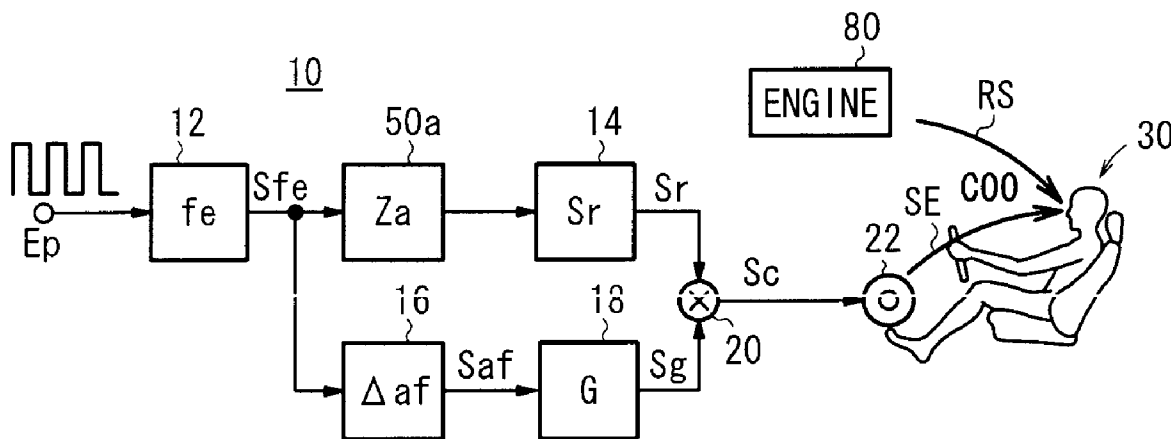 80
10
ENGINE
RS
12
50a
14
30
Sfe
Sr
C00
fe
Za
Sr
SE
22
Ep
Sc
16
18
20
Saf
Sg
Δaf
G